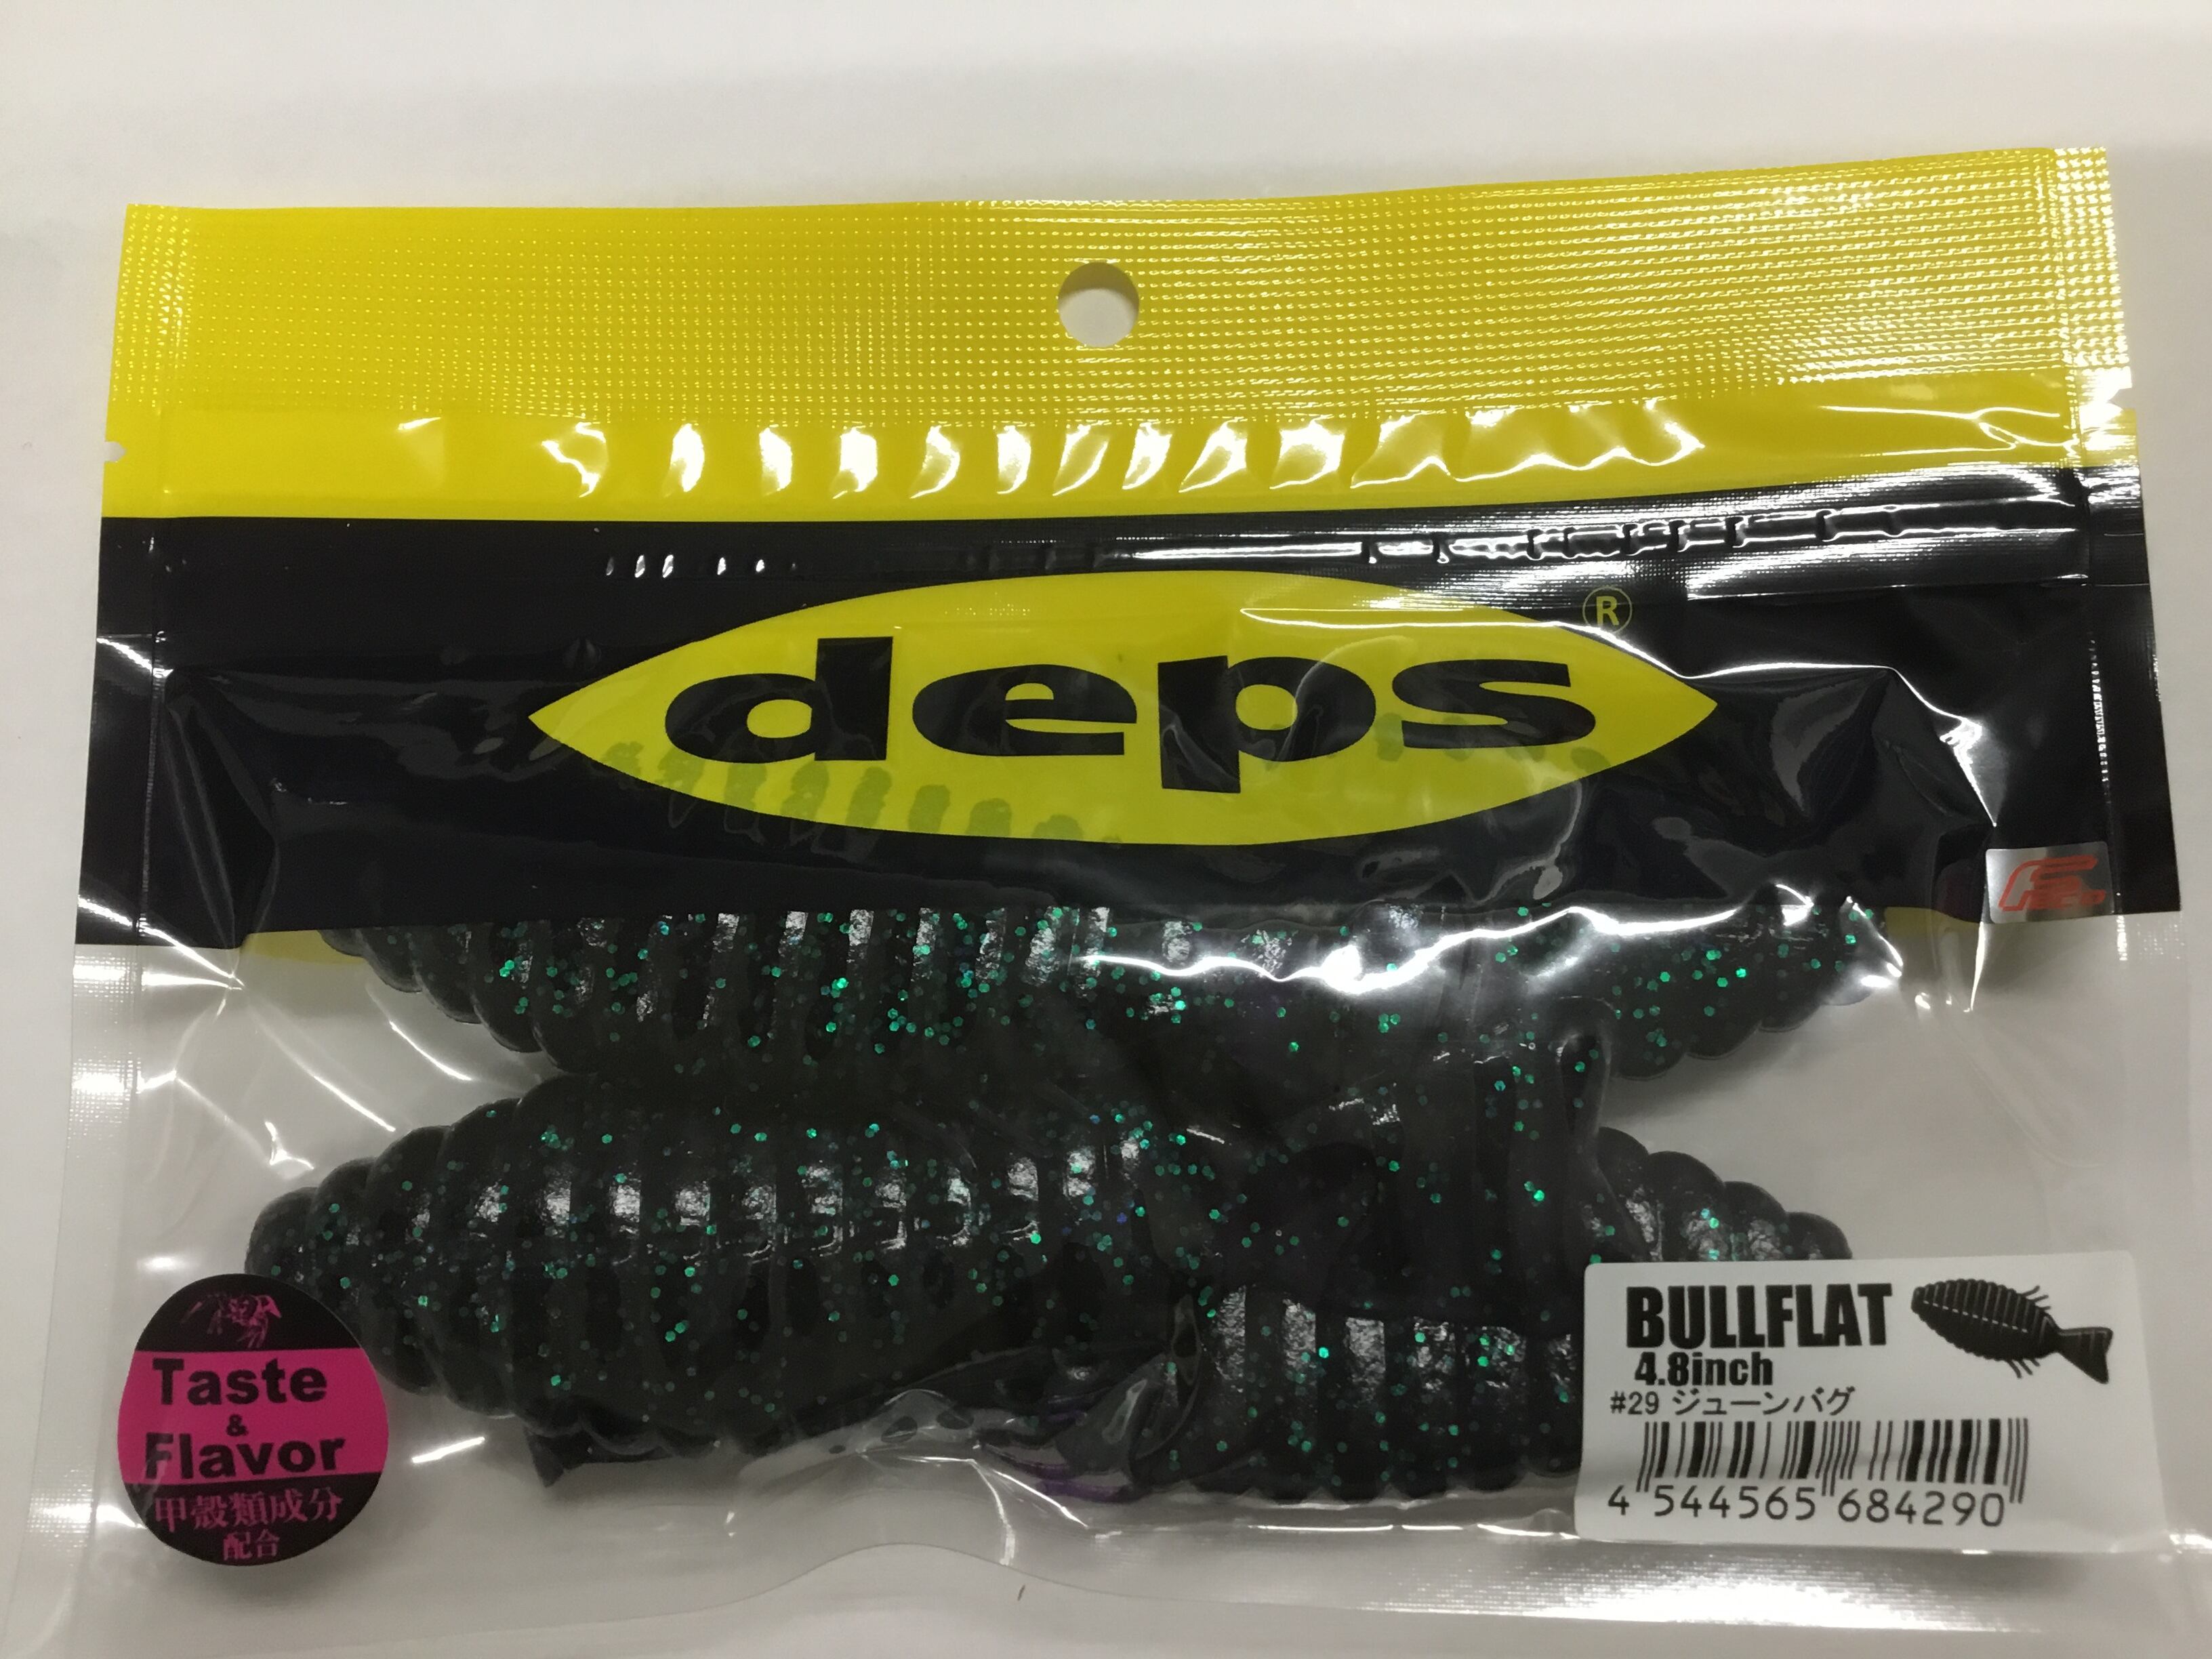 deps
®
BULLFLAT
4.8inch
#29 ジューンバグ
4 544565 684290
Taste
&
Flavor
甲殻類成分
配合